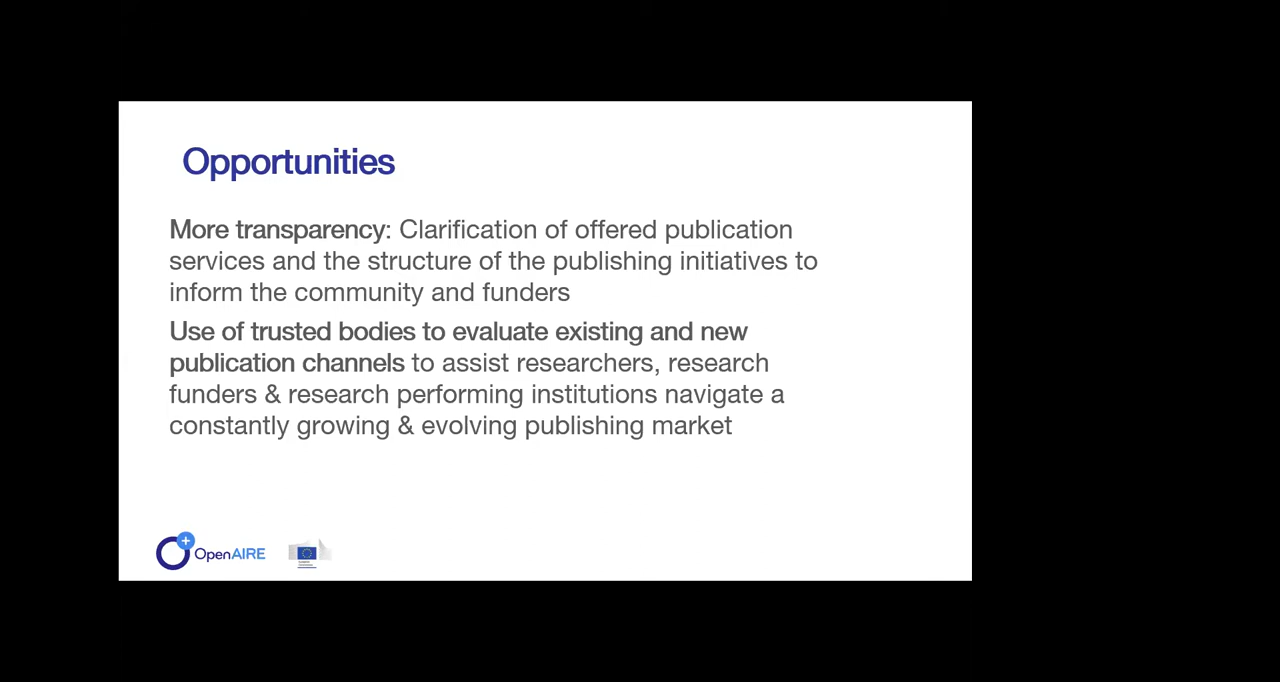 Opportunities
More transparency: Clarification of offered publication
services and the structure of the publishing initiatives to
inform the community and funders
Use of trusted bodies to evaluate existing and new
publication channels to assist researchers, research
funders & research performing institutions navigate a
constantly growing & evolving publishing market
OpenAIRE